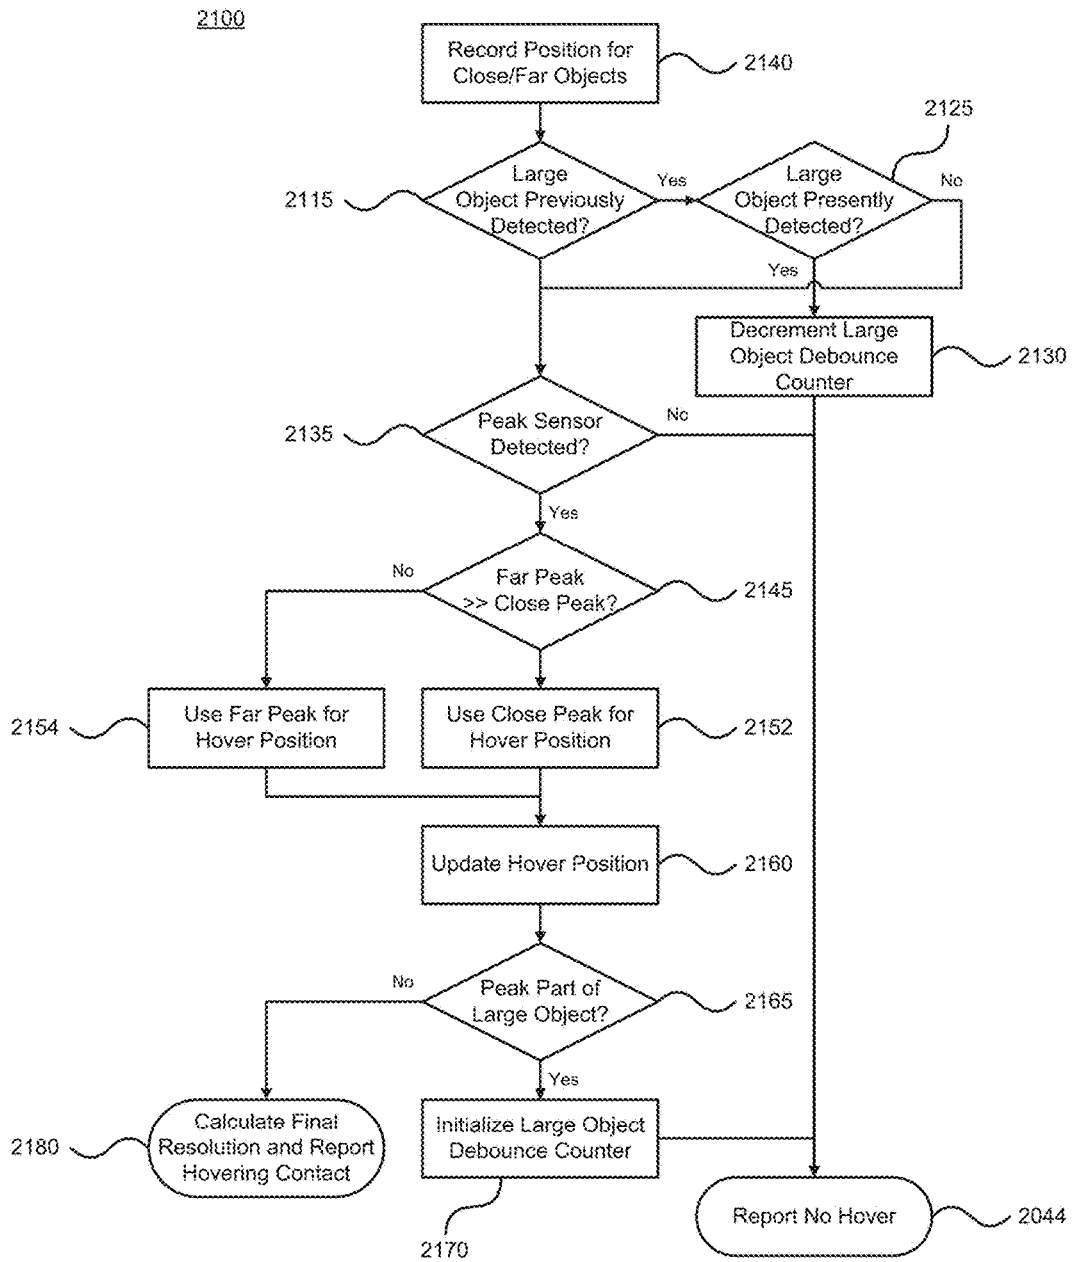 2100
Record Position for
Close/Far Objects
2140
2125
Large
Object Previously
Detected?
2115
Yes
Large
Object Presently
Detected?
No
Yes
Decrement Large
Object Debounce
Counter
2130
Peak Sensor
Detected?
2135
No
Yes
Far Peak
>> Close Peak?
2145
No
Use Far Peak for
Hover Position
2154
Use Close Peak for
Hover Position
2152
Update Hover Position
2160
Peak Part of
Large Object?
2165
No
Yes
Calculate Final
Resolution and Report
Hovering Contact
2180
Initialize Large Object
Debounce Counter
2170
Report No Hover
2044